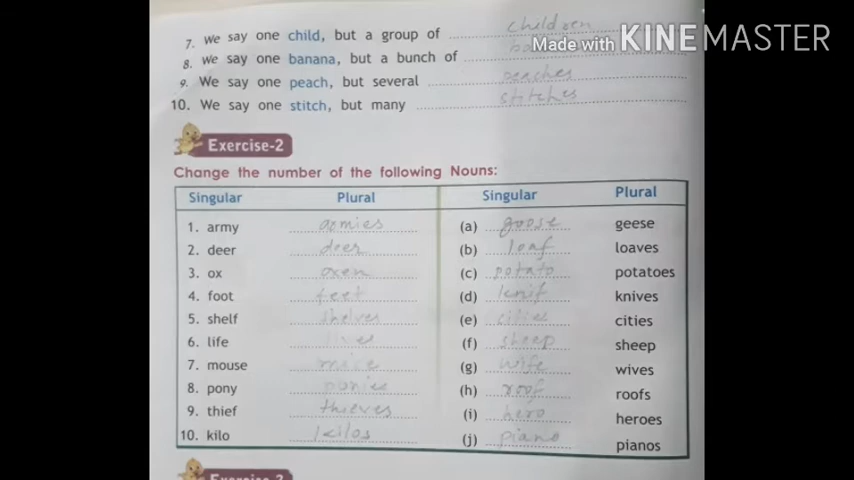 7. We say one child, but a group of children
8. We say one banana, but a bunch of
Made with KINEMASTER
9. We say one peach, but several peaches
10. We say one stitch, but many stitches
Exercise-2
Change the number of the following Nouns:
Singular Plural Singular Plural
1. army armies (a) goose geese
2. deer deer (b) leaf loaves
3. ox oxen (c) potato potatoes
4. foot feet (d) knif knives
5. shelf shelves (e) cities cities
6. life lives (f) sheep sheep
7. mouse mice (g) wife wives
8. pony ponies (h) roof roofs
9. thief thieves (i) hero heroes
10. kilo kilos (j) piano pianos